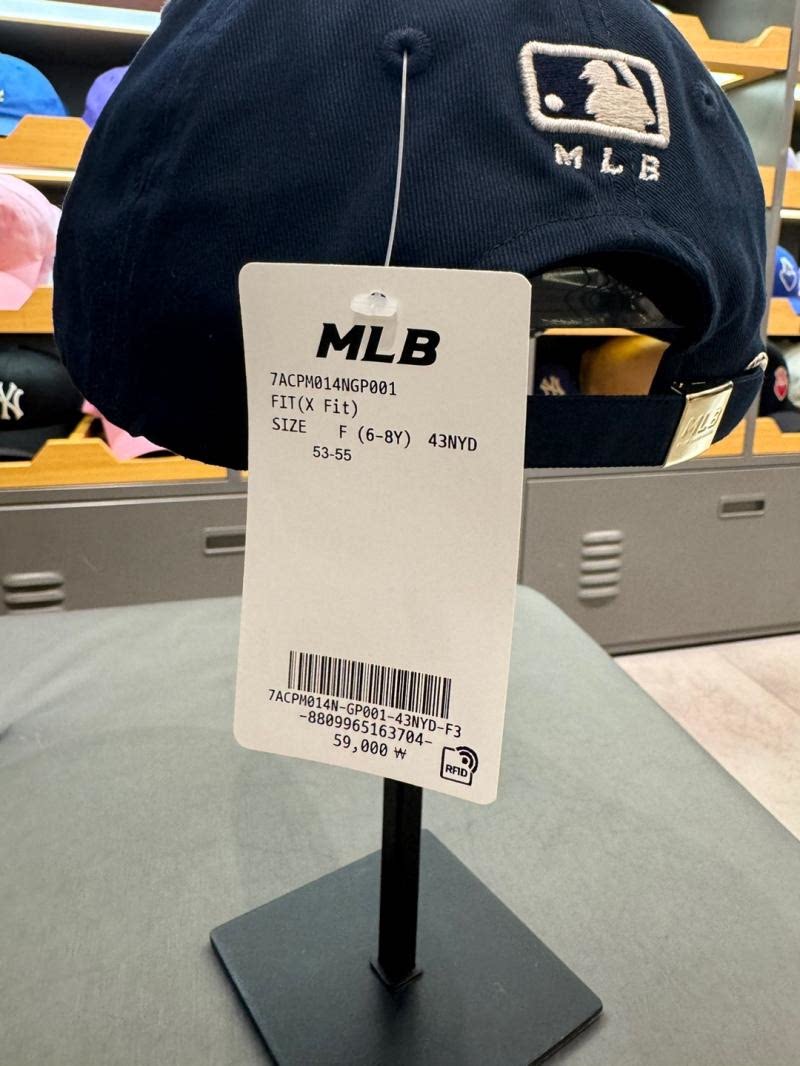 M L B
MLB
7ACPM014NGP001
FIT(X Fit)
SIZE F (6-8Y) 43NYD
53-55
7ACPM014N-GP001-43NYD-F3
-8809965163704-
59,000 ₩
RFID
MLB
NY